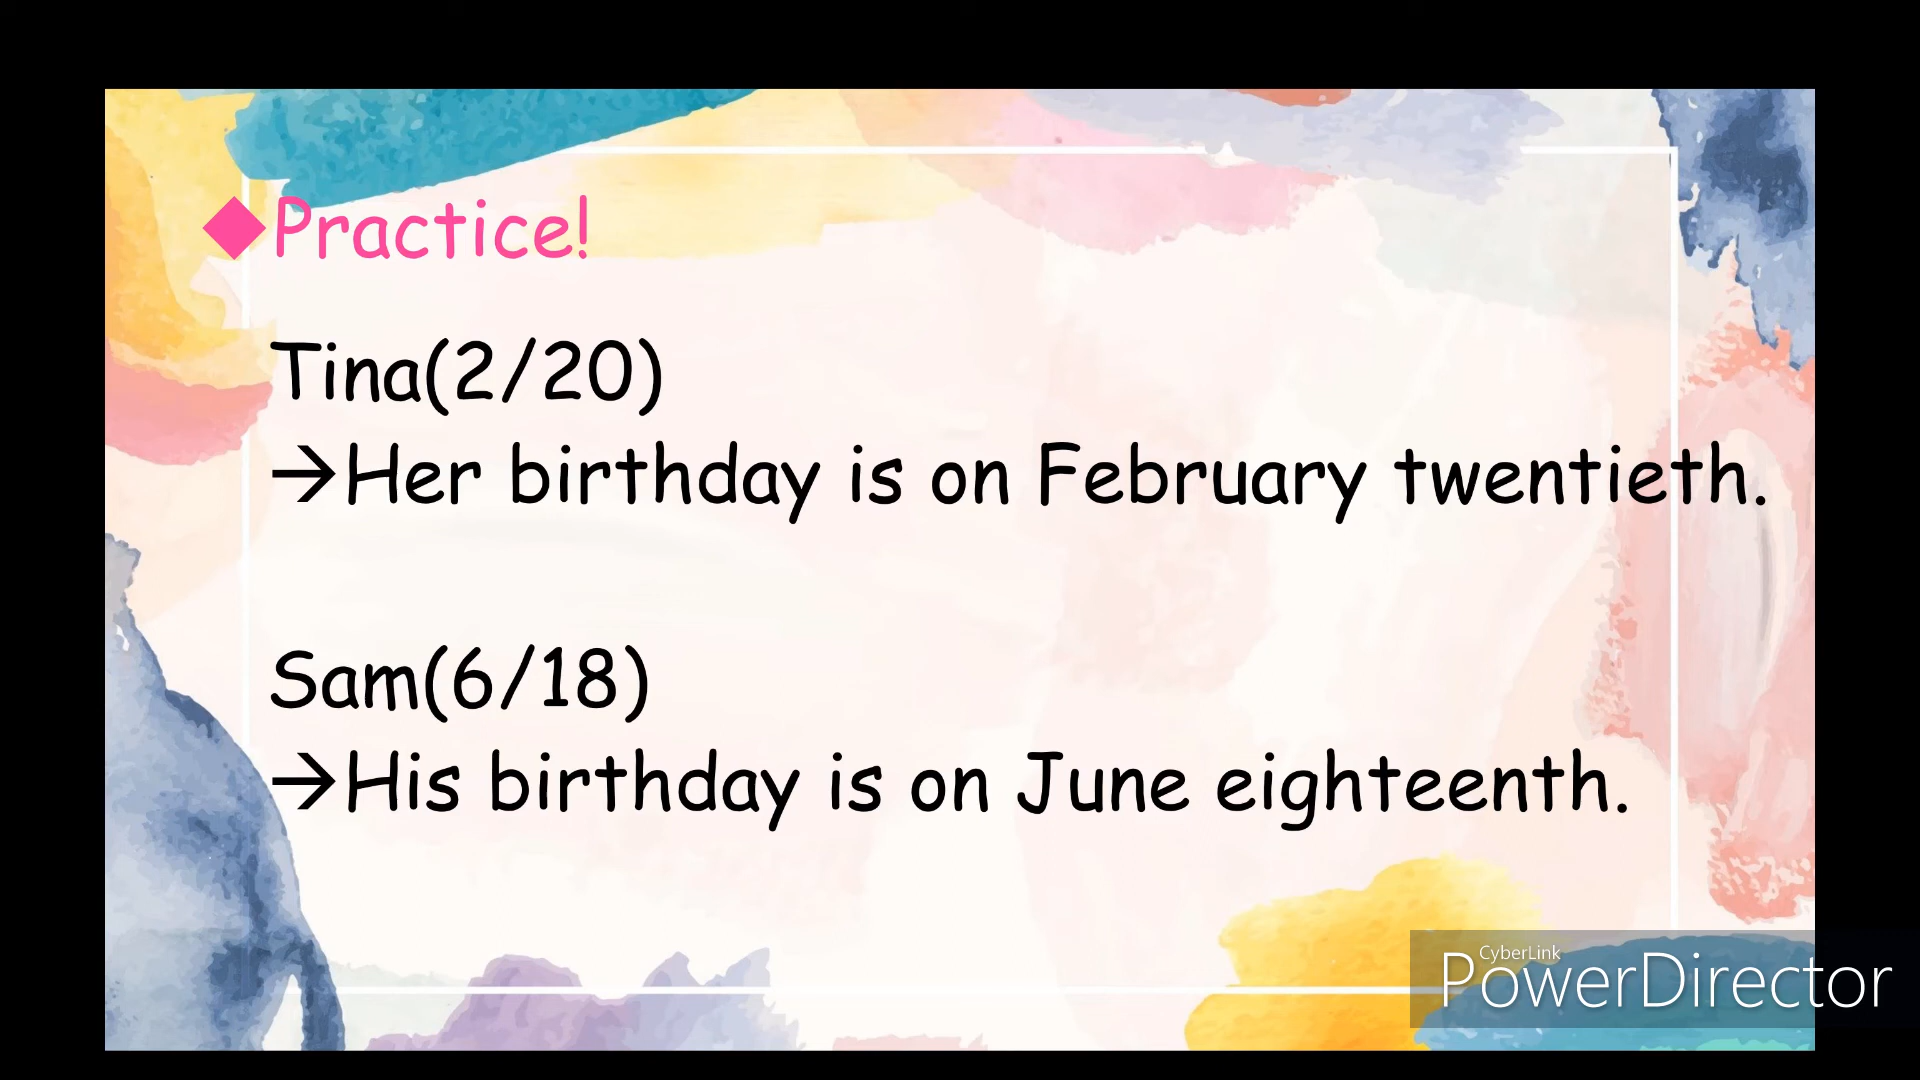 ◆Practice!
Tina(2/20)
→Her birthday is on February twentieth.
Sam(6/18)
→His birthday is on June eighteenth.
CyberLink
PowerDirector